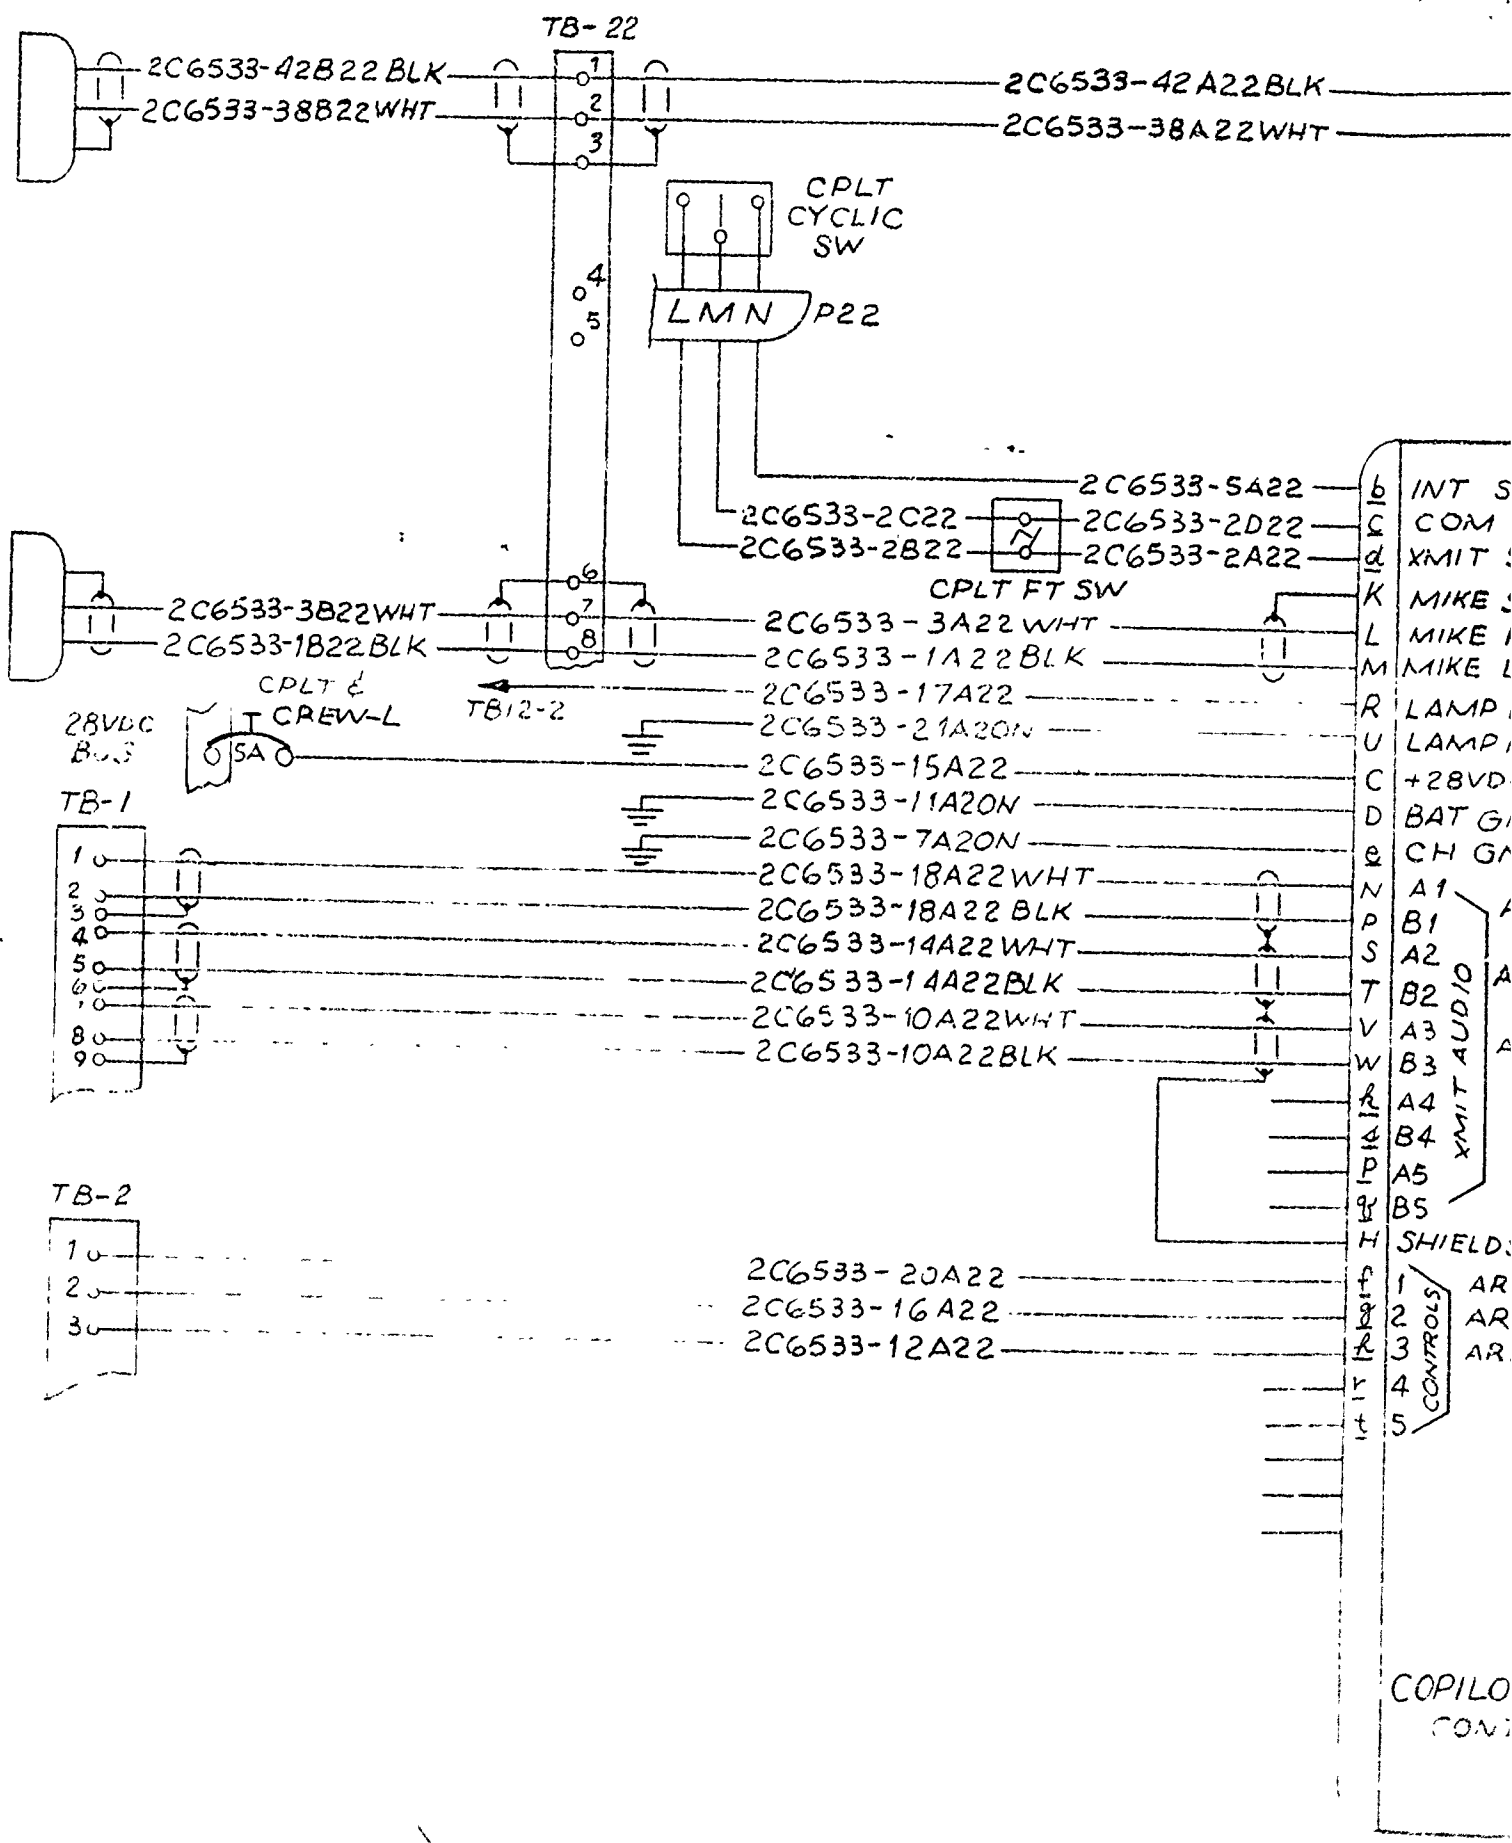 TB-22
1
2C6533-42B22BLK
2C6533-42A22BLK
2
2C6533-38B22WHT
2C6533-38A22WHT
3
CPLT
CYCLIC
SW
4
5
L M N
P22
2C6533-5A22
b
INT S
2C6533-2C22
2C6533-2D22
c
COM
2C6533-2B22
2C6533-2A22
d
XMIT S
CPLT FT SW
6
K
MIKE S
2C6533-3B22WHT
7
2C6533-3A22WHT
L
MIKE
2C6533-1B22BLK
8
2C6533-1A22BLK
M
MIKE L
CPLT &
CREW-L
TB12-2
2C6533-17A22
R
LAMP
28VDC
BUS
2C6533-21A20N
U
LAMP
5A
2C6533-15A22
C
+28VD
TB-1
2C6533-11A20N
D
BAT G
2C6533-7A20N
e
CH GN
1
2C6533-18A22WHT
N
A1
2
2C6533-18A22BLK
P
B1
3
4
2C6533-14A22WHT
S
A2
5
2C6533-14A22BLK
T
B2
6
2C6533-10A22WHT
V
A3
8
2C6533-10A22BLK
W
B3
9
XMIT AUDIO
k
A4
s
B4
p
A5
q
B5
TB-2
H
SHIELDS
1
2C6533-20A22
f
1
AR
2
2C6533-16A22
g
2
AR
3
2C6533-12A22
h
3
AR
CONTROLS
r
4
t
5
COPILO
CONT